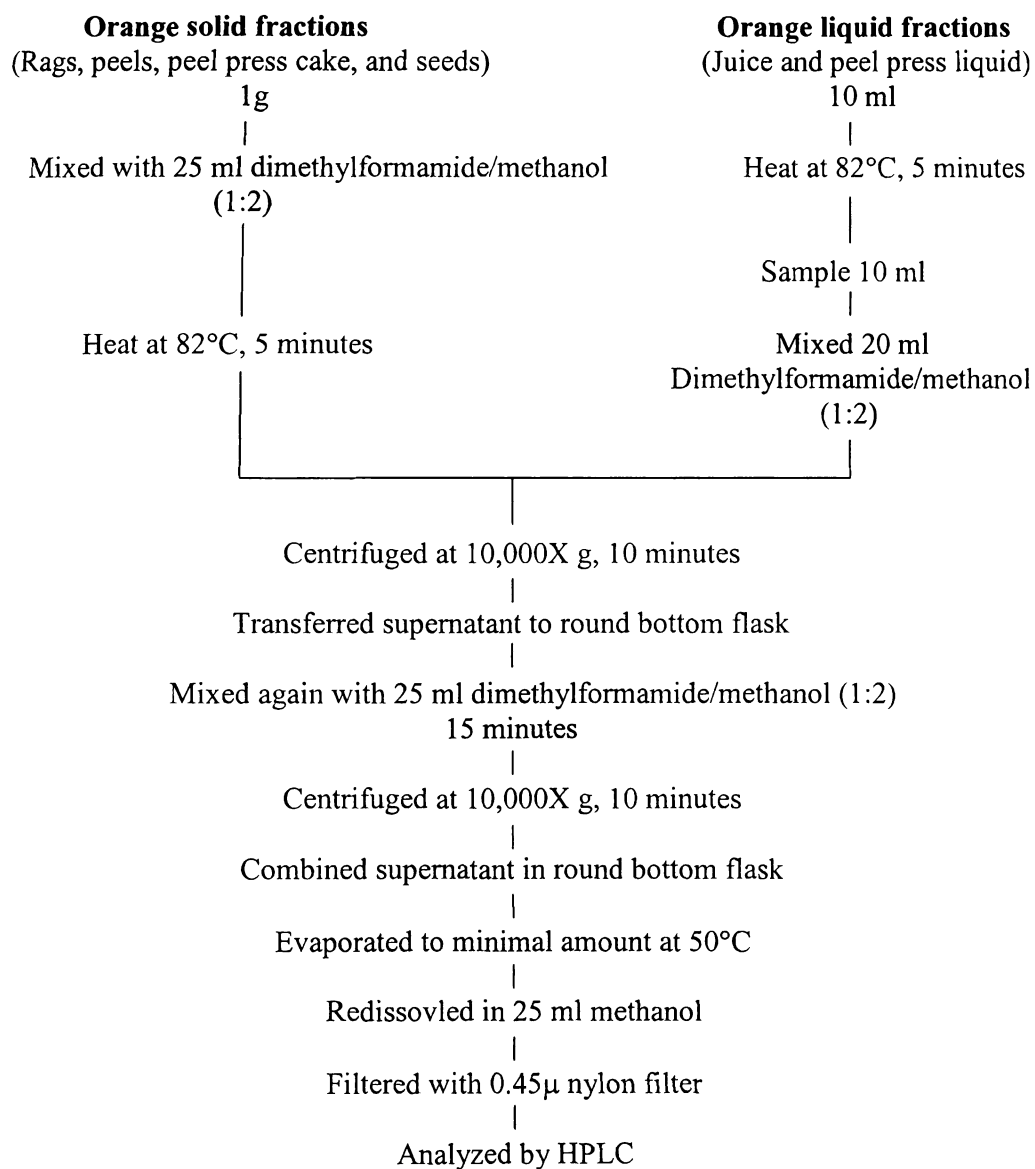 Orange solid fractions
(Rags, peels, peel press cake, and seeds)
1g
Mixed with 25 ml dimethylformamide/methanol
(1:2)
Heat at 82°C, 5 minutes
Orange liquid fractions
(Juice and peel press liquid)
10 ml
Heat at 82°C, 5 minutes
Sample 10 ml
Mixed 20 ml
Dimethylformamide/methanol
(1:2)
Centrifuged at 10,000X g, 10 minutes
Transferred supernatant to round bottom flask
Mixed again with 25 ml dimethylformamide/methanol (1:2)
15 minutes
Centrifuged at 10,000X g, 10 minutes
Combined supernatant in round bottom flask
Evaporated to minimal amount at 50°C
Redissovled in 25 ml methanol
Filtered with 0.45µ nylon filter
Analyzed by HPLC